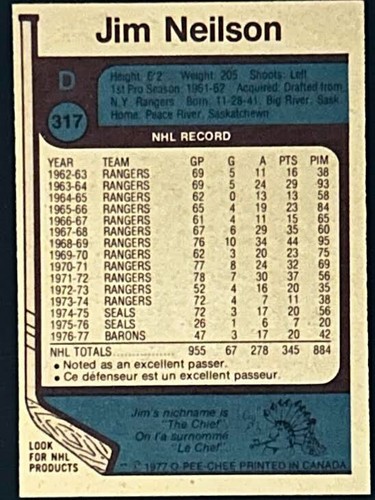 Jim Neilson
D
317
Height: 6'2 Weight: 205 Shoots: Left
1st Pro Season: 1961-62 Acquired: Drafted from
N.Y. Rangers Born: 11-28-41, Big River, Sask.
Home: Peace River, Saskatchewan
NHL RECORD
YEAR TEAM GP G A PTS PIM
1962-63 RANGERS 69 5 11 16 38
1963-64 RANGERS 69 5 24 29 93
1964-65 RANGERS 62 0 13 13 58
1965-66 RANGERS 65 4 19 23 84
1966-67 RANGERS 61 4 11 15 65
1967-68 RANGERS 67 6 29 35 60
1968-69 RANGERS 76 10 34 44 95
1969-70 RANGERS 62 3 20 23 75
1970-71 RANGERS 77 8 24 32 69
1971-72 RANGERS 78 7 30 37 56
1972-73 RANGERS 52 4 16 20 35
1973-74 RANGERS 72 4 7 11 38
1974-75 SEALS 72 3 17 20 56
1975-76 SEALS 26 1 6 7 20
1976-77 BARONS 47 3 17 20 42
NHL TOTALS 955 67 278 345 884
• Noted as an excellent passer.
• Ce défenseur est un excellent passeur.
Jim's nickname is
"The Chief".
On l'a surnommé
"Le Chef".
LOOK
FOR NHL
PRODUCTS
© 1977 O-PEE-CHEE PRINTED IN CANADA